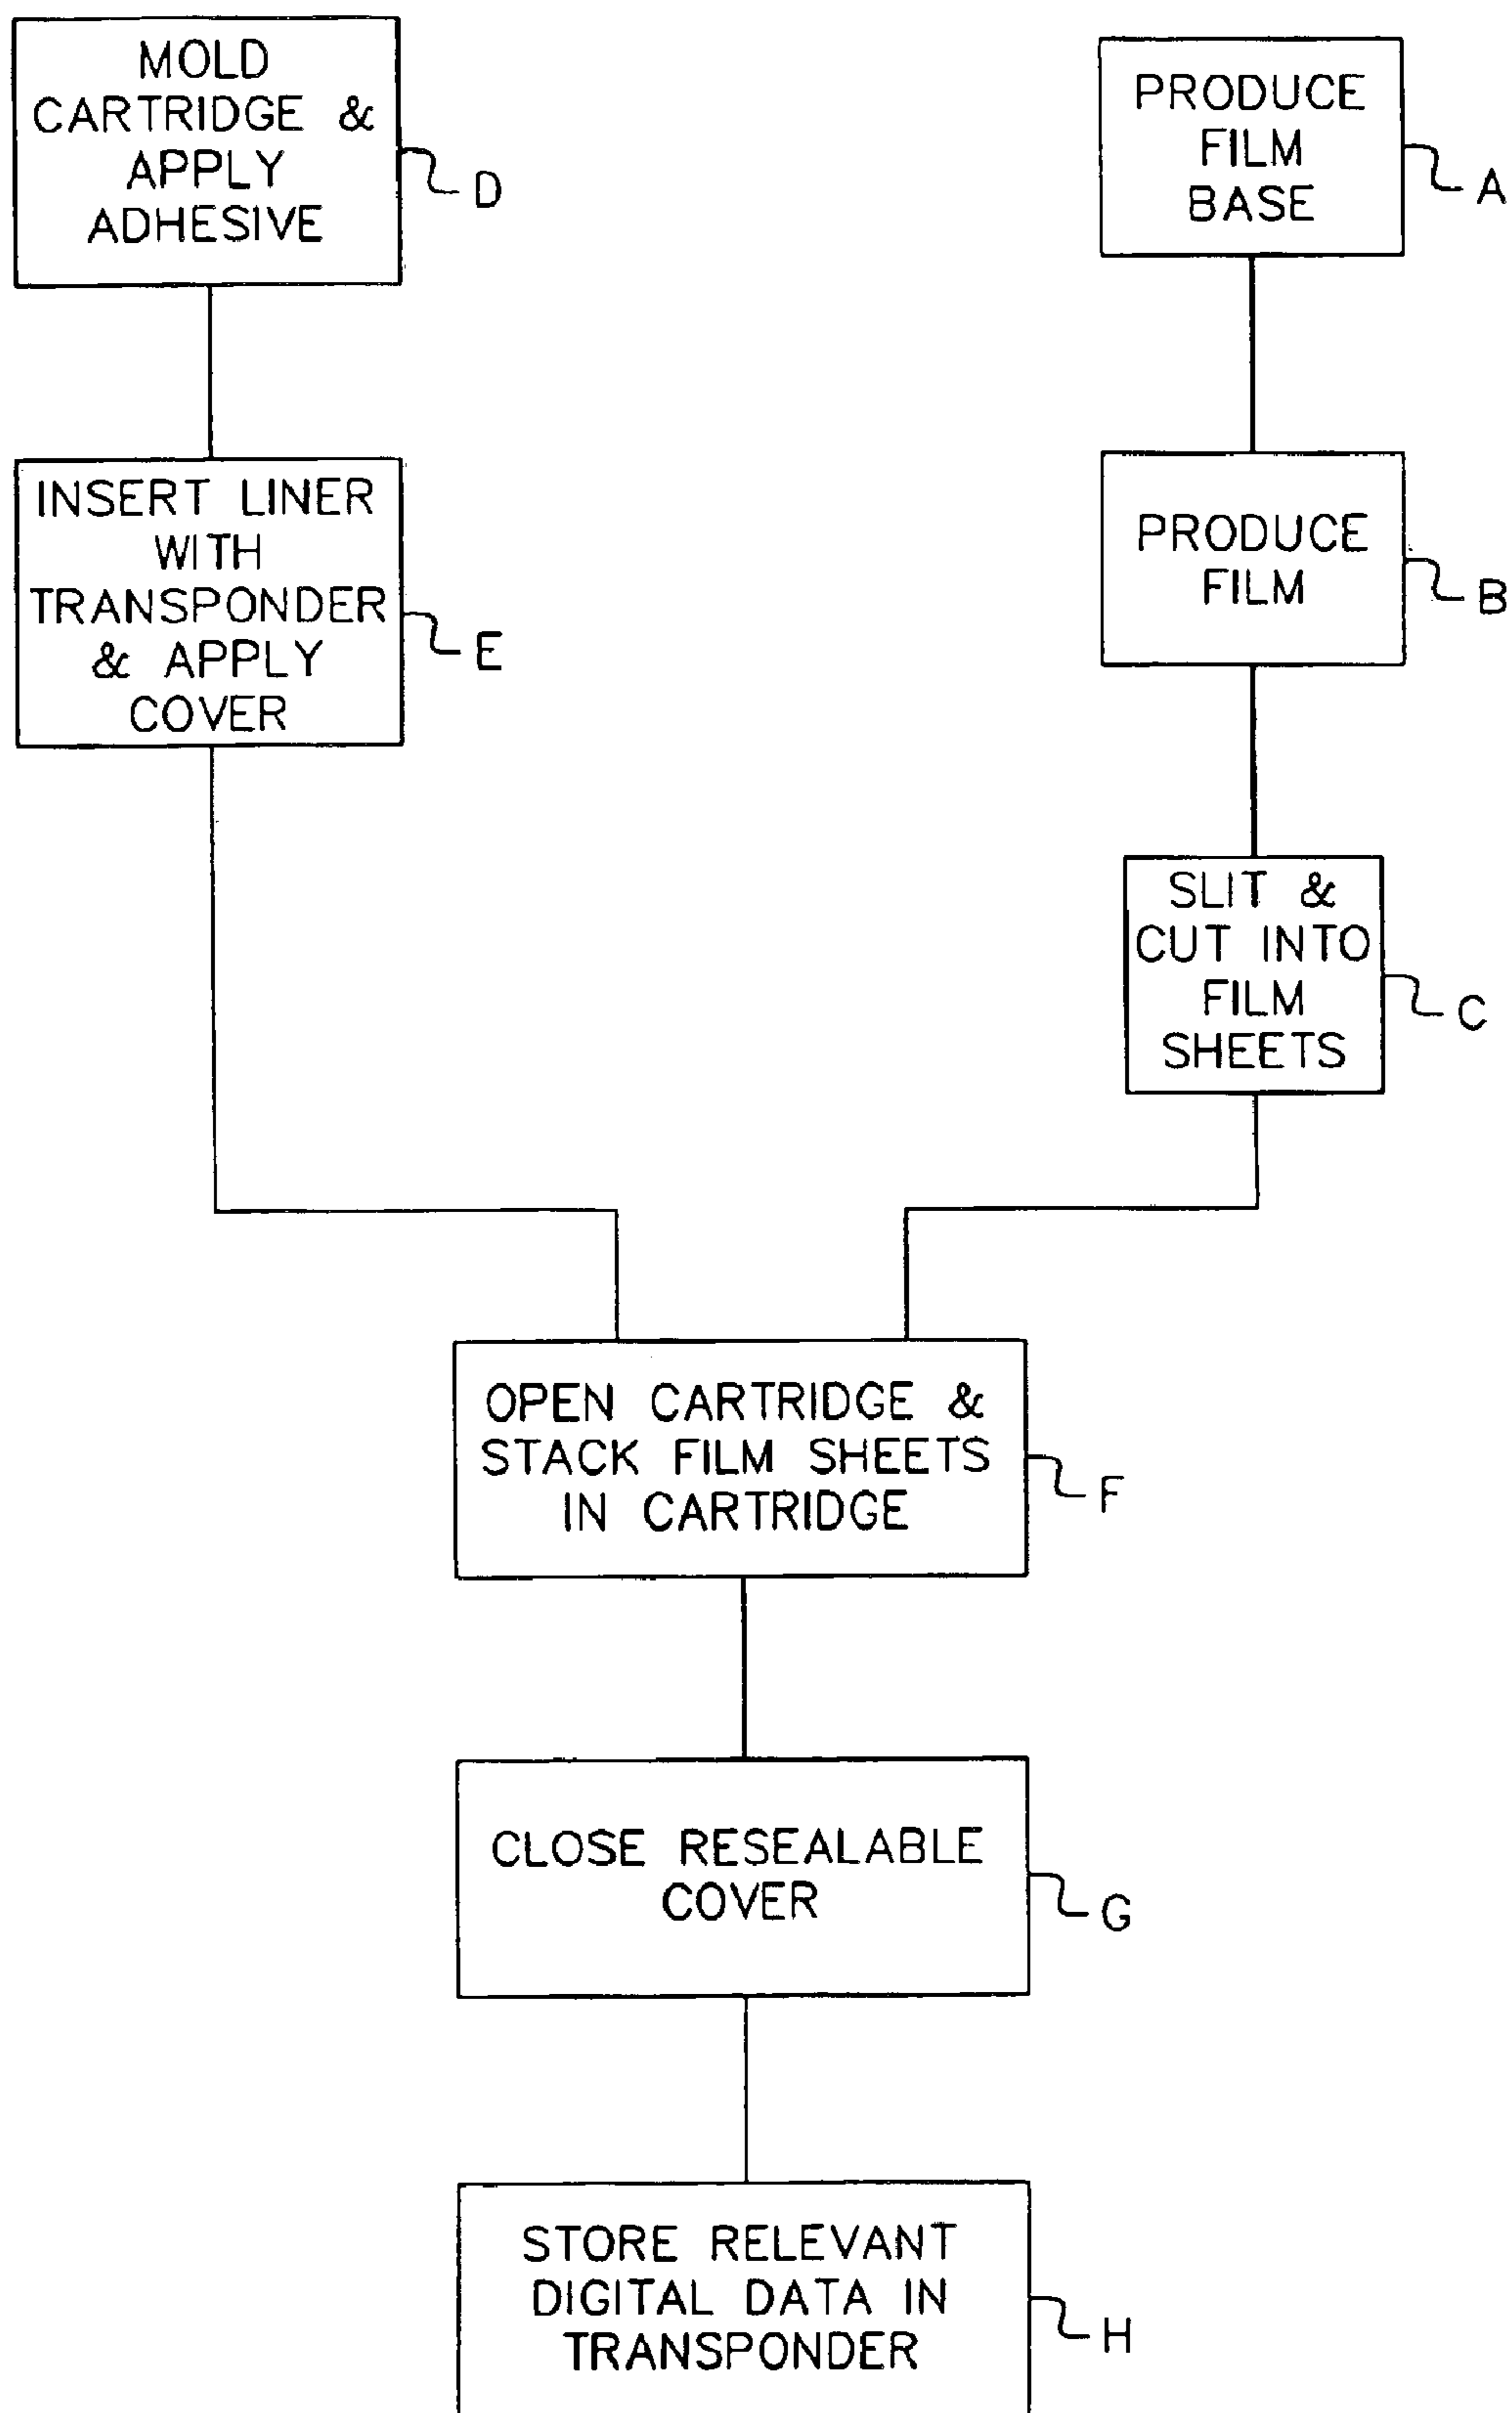 MOLD
CARTRIDGE &
APPLY
ADHESIVE
D
PRODUCE
FILM
BASE
A
INSERT LINER
WITH
TRANSPONDER
& APPLY
COVER
E
PRODUCE
FILM
B
SLIT &
CUT INTO
FILM
SHEETS
C
OPEN CARTRIDGE &
STACK FILM SHEETS
IN CARTRIDGE
F
CLOSE RESEALABLE
COVER
G
STORE RELEVANT
DIGITAL DATA IN
TRANSPONDER
H